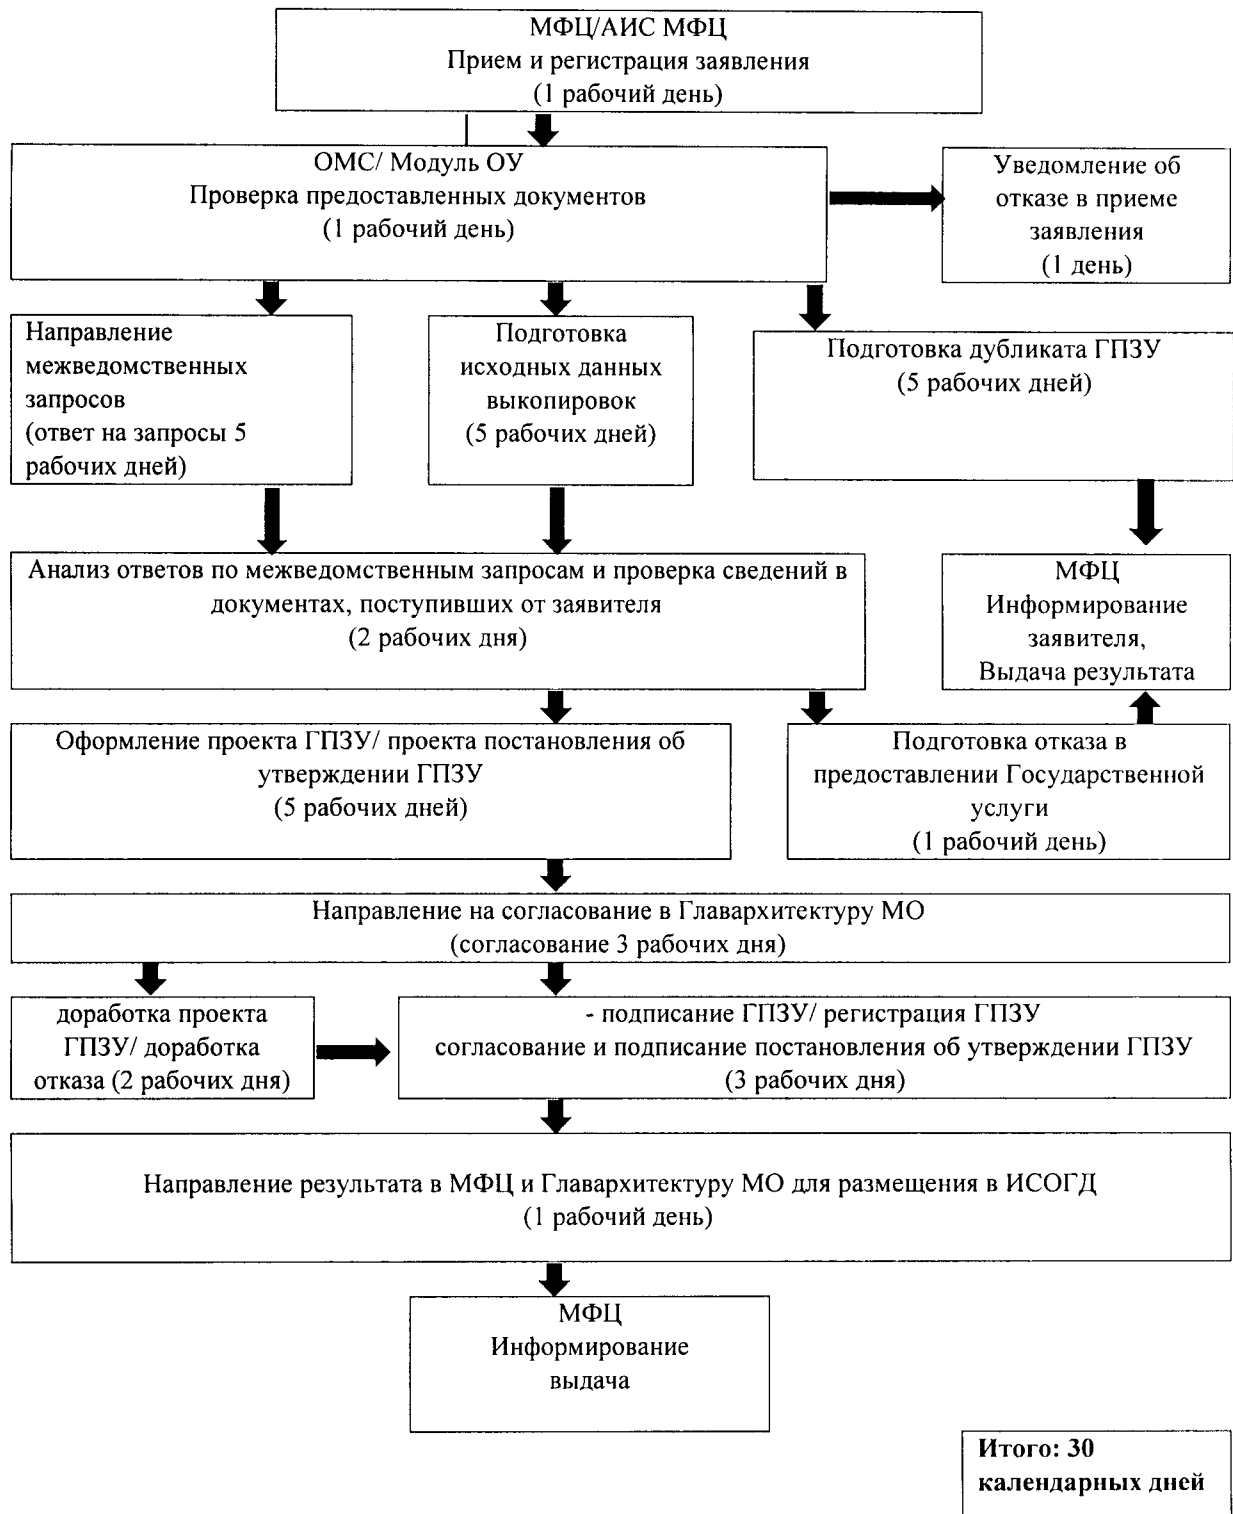 МФЦ/АИС МФЦ
Прием и регистрация заявления
(1 рабочий день)
ОМС/ Модуль ОУ
Проверка предоставленных документов
(1 рабочий день)
Уведомление об
отказе в приеме
заявления
(1 день)
Направление
межведомственных
запросов
(ответ на запросы 5
рабочих дней)
Подготовка
исходных данных
выкопировок
(5 рабочих дней)
Подготовка дубликата ГПЗУ
(5 рабочих дней)
Анализ ответов по межведомственным запросам и проверка сведений в
документах, поступивших от заявителя
(2 рабочих дня)
МФЦ
Информирование
заявителя,
Выдача результата
Оформление проекта ГПЗУ/ проекта постановления об
утверждении ГПЗУ
(5 рабочих дней)
Подготовка отказа в
предоставлении Государственной
услуги
(1 рабочий день)
Направление на согласование в Главархитектуру МО
(согласование 3 рабочих дня)
доработка проекта
ГПЗУ/ доработка
отказа (2 рабочих дня)
- подписание ГПЗУ/ регистрация ГПЗУ
согласование и подписание постановления об утверждении ГПЗУ
(3 рабочих дня)
Направление результата в МФЦ и Главархитектуру МО для размещения в ИСОГД
(1 рабочий день)
МФЦ
Информирование
выдача
Итого: 30
календарных дней